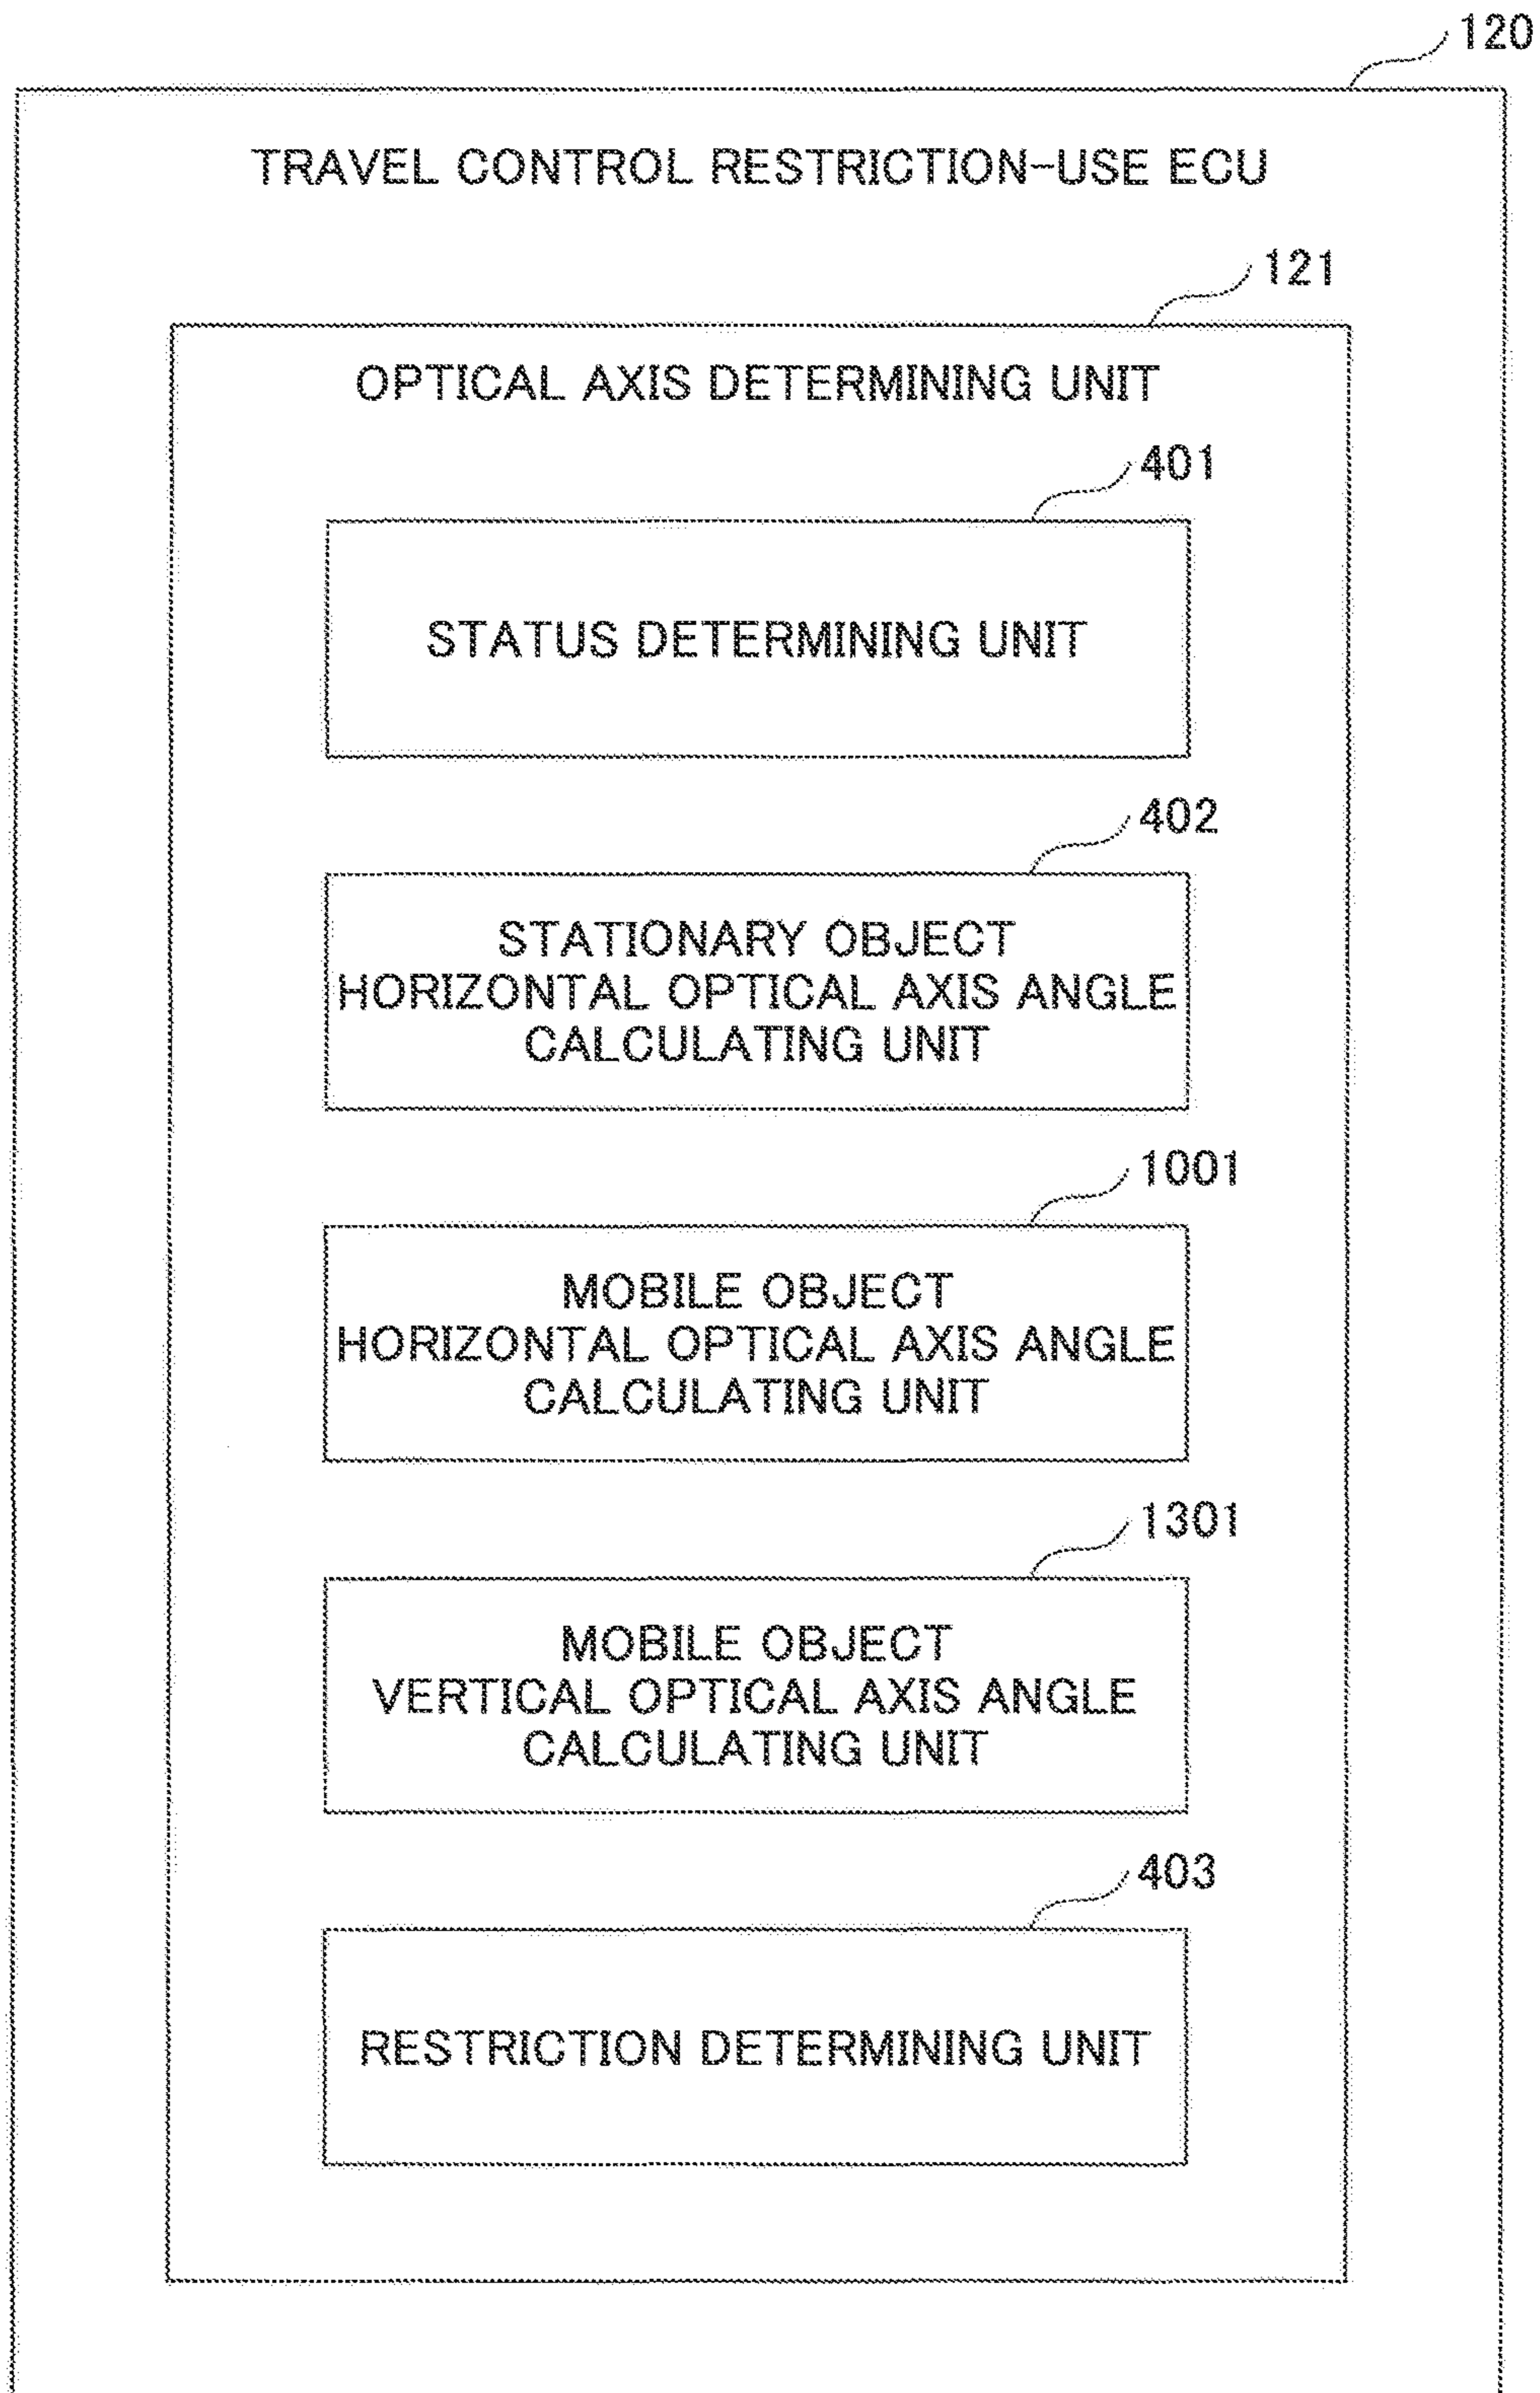 120
TRAVEL CONTROL RESTRICTION-USE ECU
121
OPTICAL AXIS DETERMINING UNIT
401
STATUS DETERMINING UNIT
402
STATIONARY OBJECT
HORIZONTAL OPTICAL AXIS ANGLE
CALCULATING UNIT
1001
MOBILE OBJECT
HORIZONTAL OPTICAL AXIS ANGLE
CALCULATING UNIT
1301
MOBILE OBJECT
VERTICAL OPTICAL AXIS ANGLE
CALCULATING UNIT
403
RESTRICTION DETERMINING UNIT